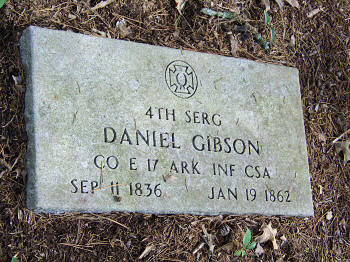 4TH SERG
DANIEL GIBSON
CO E 17 ARK INF CSA
SEP 11 1836 JAN 19 1862